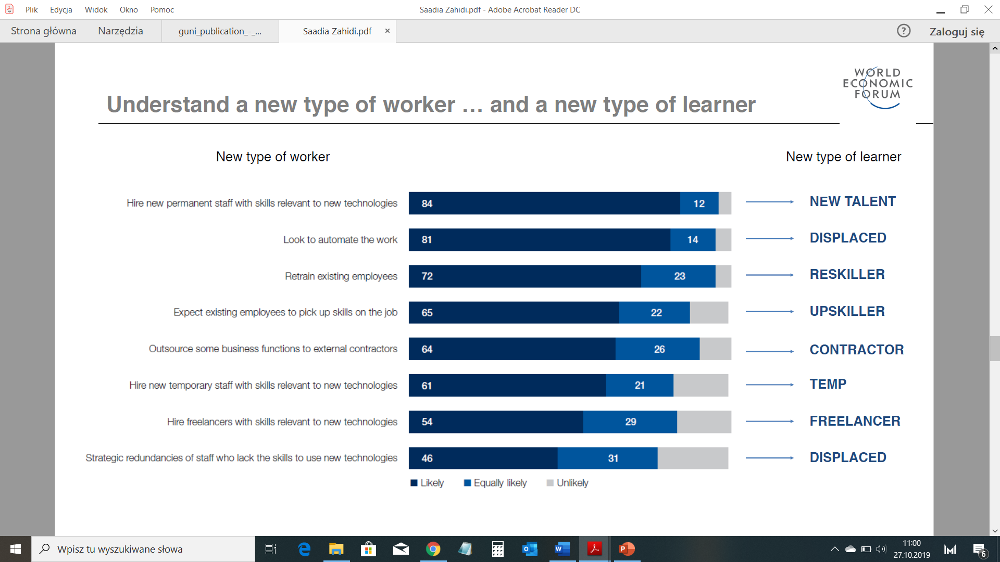 Plik Edycja Widok Okno Pomoc
Saadia Zahidi.pdf - Adobe Acrobat Reader DC
Strona główna Narzędzia guni_publication_-_... Saadia Zahidi.pdf × ? Zaloguj się
WORLD
ECONOMIC
FORUM
Understand a new type of worker ... and a new type of learner
New type of worker New type of learner
Hire new permanent staff with skills relevant to new technologies 84 12 NEW TALENT
Look to automate the work 81 14 DISPLACED
Retrain existing employees 72 23 RESKILLER
Expect existing employees to pick up skills on the job 65 22 UPSKILLER
Outsource some business functions to external contractors 64 26 CONTRACTOR
Hire new temporary staff with skills relevant to new technologies 61 21 TEMP
Hire freelancers with skills relevant to new technologies 54 29 FREELANCER
Strategic redundancies of staff who lack the skills to use new technologies 46 31 DISPLACED
Likely Equally likely Unlikely
Wpisz tu wyszukiwane słowa
11:00
27.10.2019
6